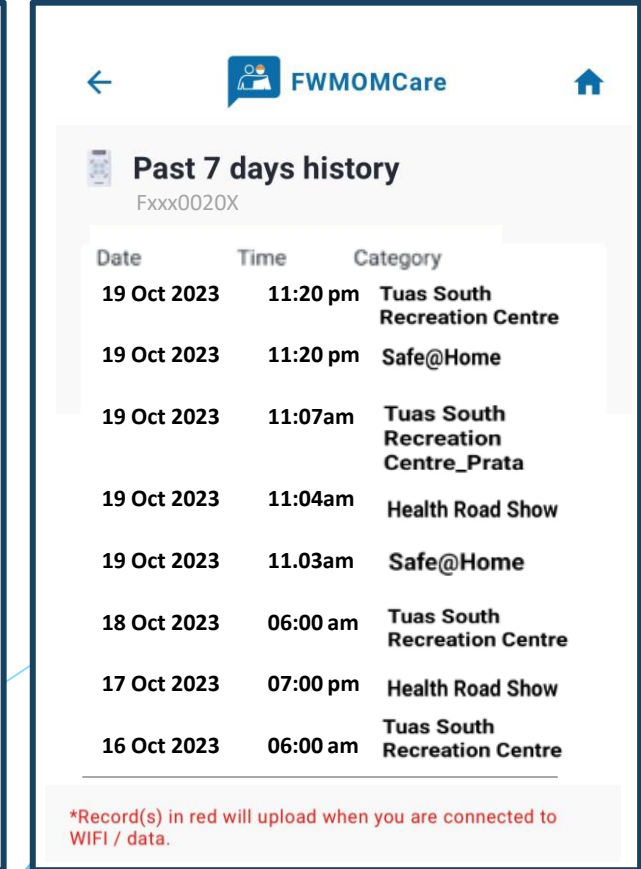 FWMOMCare
Past 7 days history
Fxxx0020X
Date Time Category
19 Oct 2023 11:20 pm Tuas South
Recreation Centre
19 Oct 2023 11:20 pm Safe@Home
19 Oct 2023 11:07am Tuas South
Recreation
Centre_Prata
19 Oct 2023 11:04am Health Road Show
19 Oct 2023 11.03am Safe@Home
18 Oct 2023 06:00 am Tuas South
Recreation Centre
17 Oct 2023 07:00 pm Health Road Show
16 Oct 2023 06:00 am Tuas South
Recreation Centre
*Record(s) in red will upload when you are connected to
WIFI / data.